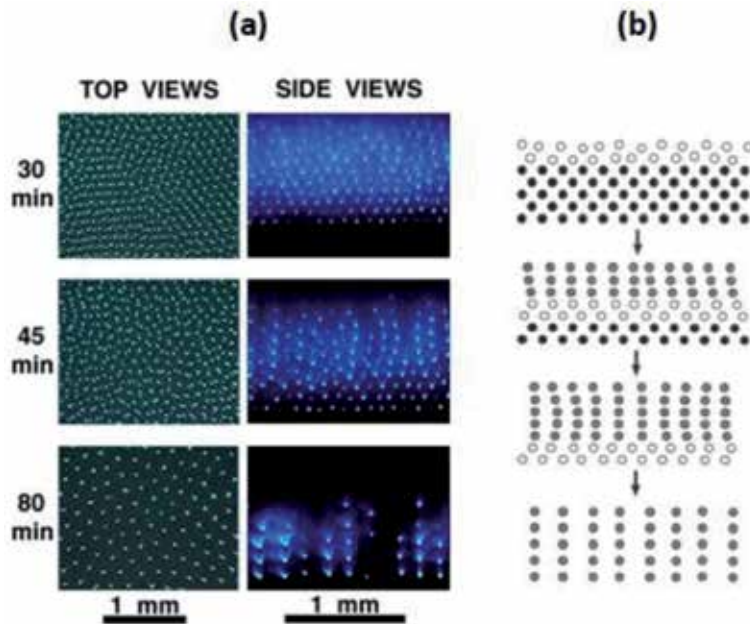 (a)
(b)
TOP VIEWS
SIDE VIEWS
30
min
45
min
80
min
1 mm
1 mm